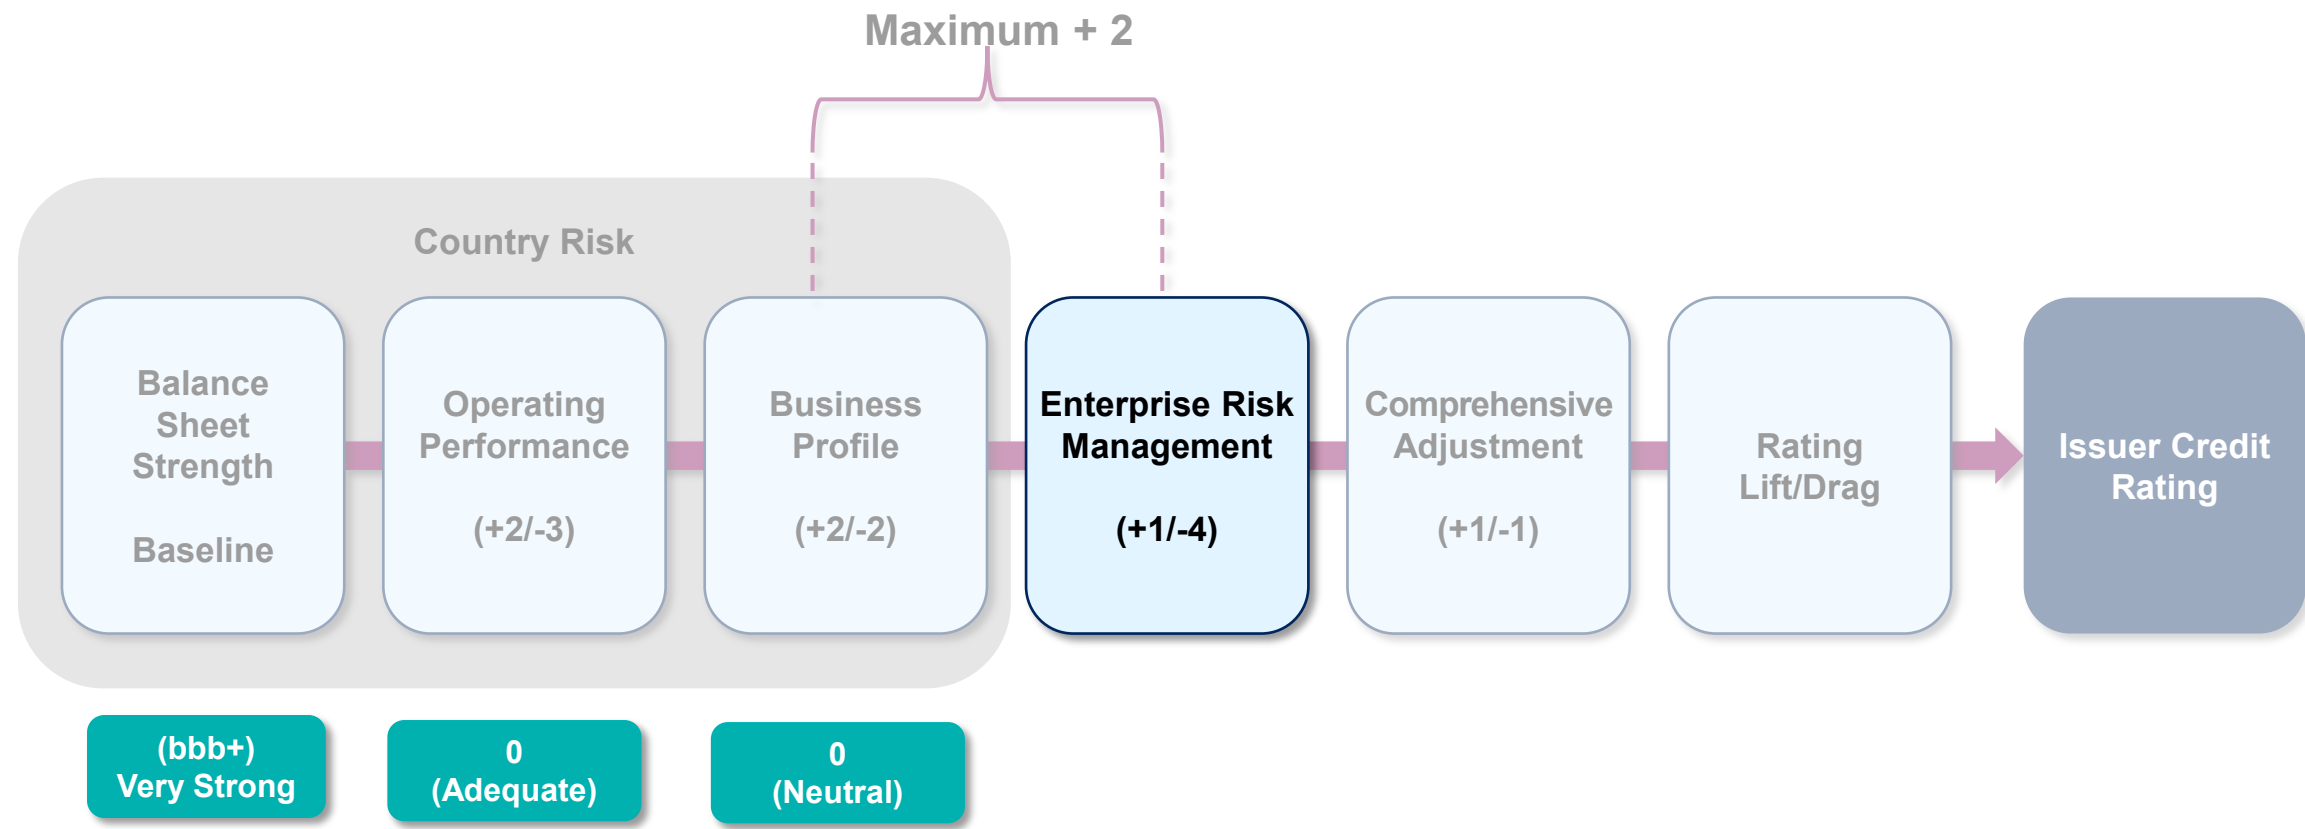 Maximum + 2
Country Risk
Balance
Sheet
Strength
Baseline
Operating
Performance
(+2/-3)
Business
Profile
(+2/-2)
Enterprise Risk
Management
(+1/-4)
Comprehensive
Adjustment
(+1/-1)
Rating
Lift/Drag
Issuer Credit
Rating
(bbb+)
Very Strong
0
(Adequate)
0
(Neutral)